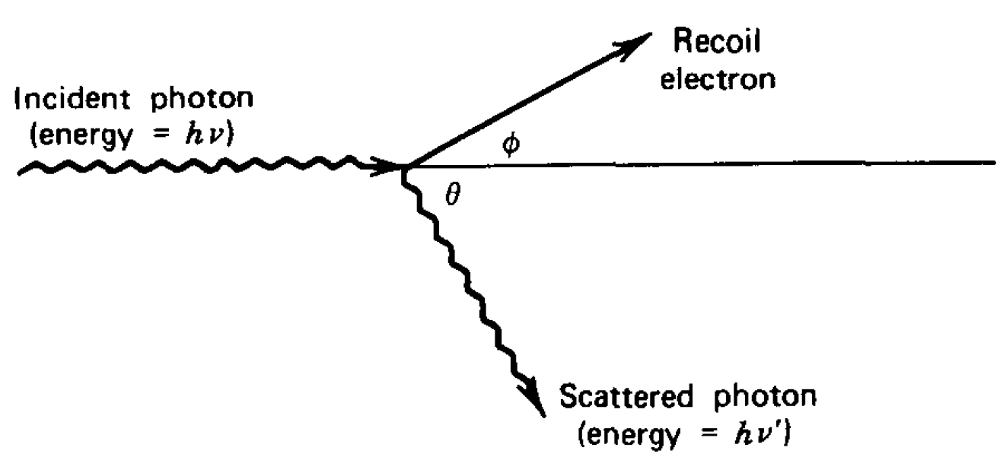 Recoil
electron
Incident photon
(energy = hν)
ϕ
θ
Scattered photon
(energy = hν′)